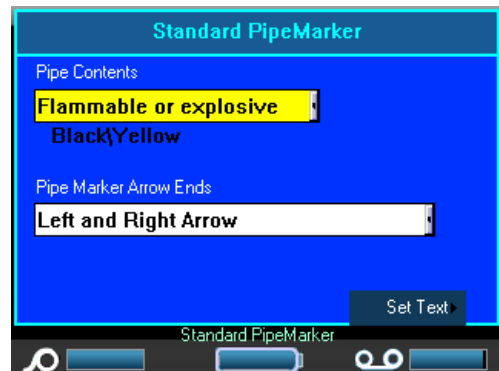 Standard PipeMarker
Pipe Contents
Flammable or explosive
Black\Yellow
Pipe Marker Arrow Ends
Left and Right Arrow
Set Text
Standard PipeMarker